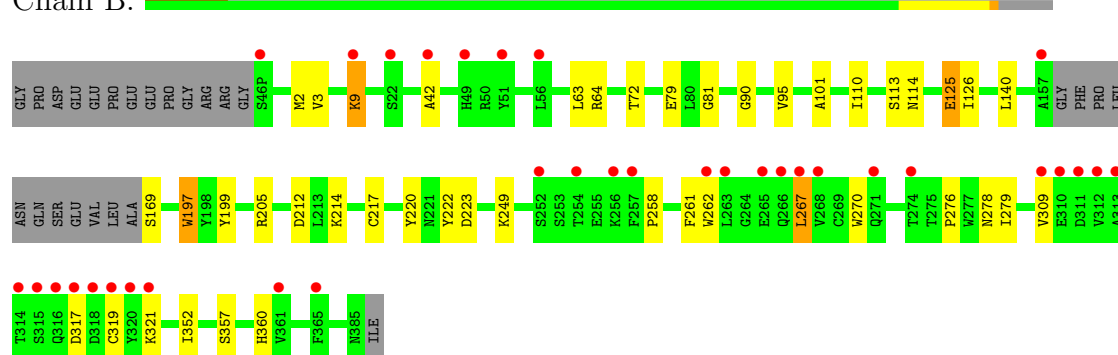 Chain B:
GLY PRO ASP GLU GLU PRO GLU GLU PRO GLY ARG ARG GLY S46P M2 V3 K9 S22 A42 H49 R50 Y51 L56 L63 R64 T72 E79 L80 G81 G90 V95 A101 I110 S113 N114 E125 I126 L140 A157 GLY PHE PRO LEU
ASN GLN SER GLU VAL LEU ALA S169 W197 Y198 Y199 R205 D212 L213 K214 C217 Y220 N221 Y222 D223 K249 S252 S253 T254 E255 K256 F257 P258 F261 W262 L263 G264 E265 Q266 L267 V268 C269 W270 Q271 T274 T275 P276 W277 N278 I279 V309 E310 D311 V312 A313
T314 S315 Q316 D317 D318 C319 Y320 K321 I352 S357 H360 V361 F365 N385 ILE